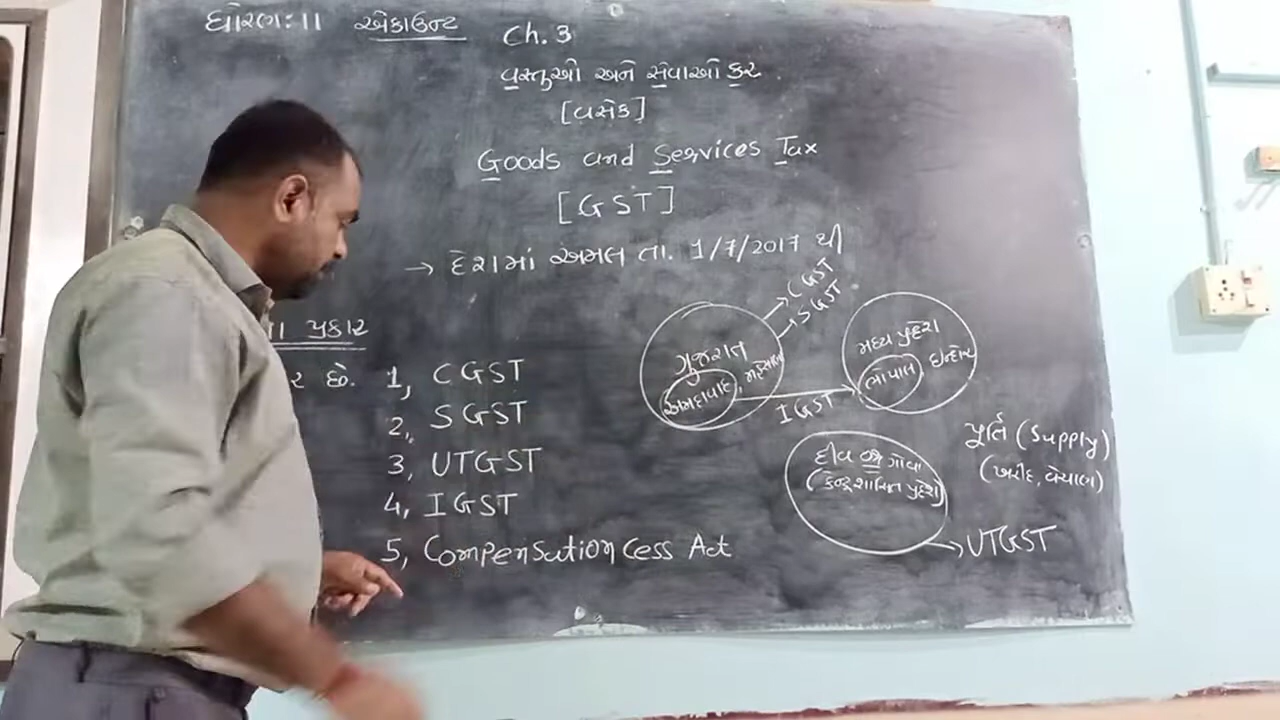 ધોરણ:11 એકાઉન્ટ
Ch. 3
વસ્તુઓ અને સેવાઓ કર
[વસેક]
Goods and Services Tax
[GST]
→ દેશમાં અમલ તા. 1/7/2017 થી
ના પ્રકાર
ર છે.
1, CGST
2, SGST
3, UTGST
4, IGST
5, Compensation Cess Act
→ CGST
→ SGST
ગુજરાત
અમદાવાદ, મહેસાણા
IGST
મધ્ય પ્રદેશ
ભોપાલ ઇન્દોર
પૂર્તિ (Supply)
(ખરીદ, વેચાણ)
દીવ ગોવા
(કેન્દ્રશાસિત પ્રદેશ)
→ UTGST